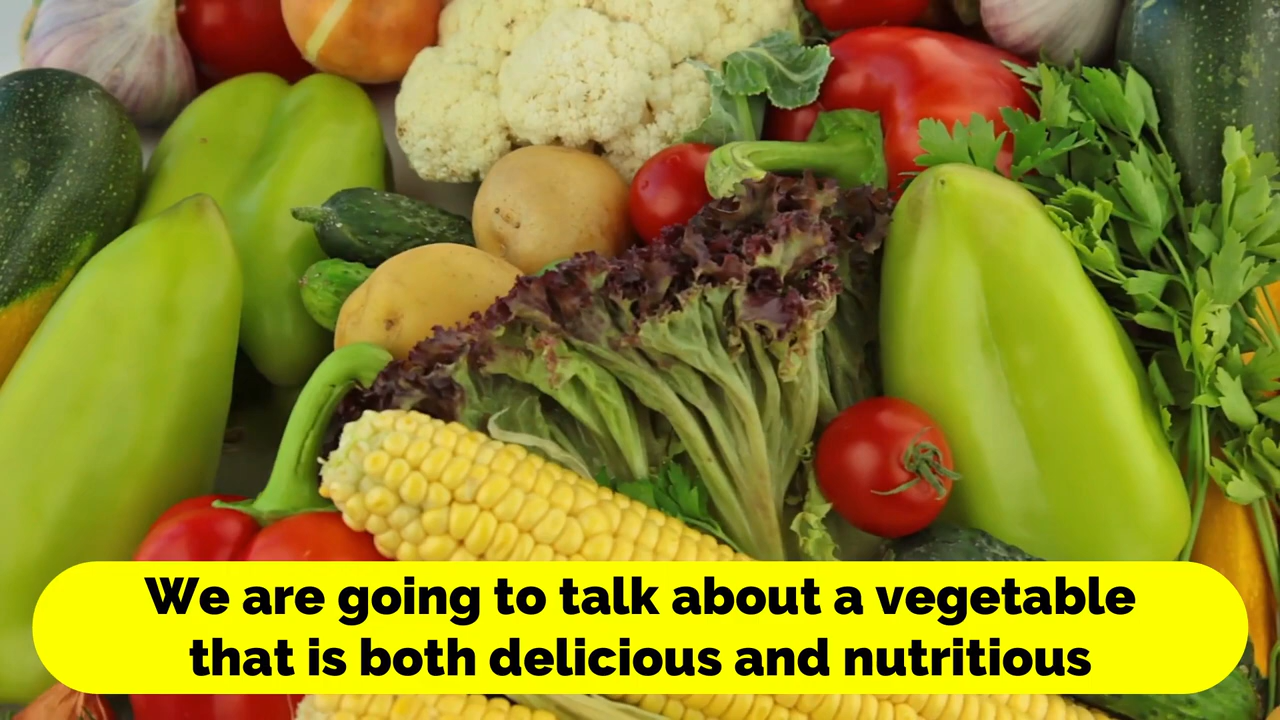 We are going to talk about a vegetable
that is both delicious and nutritious